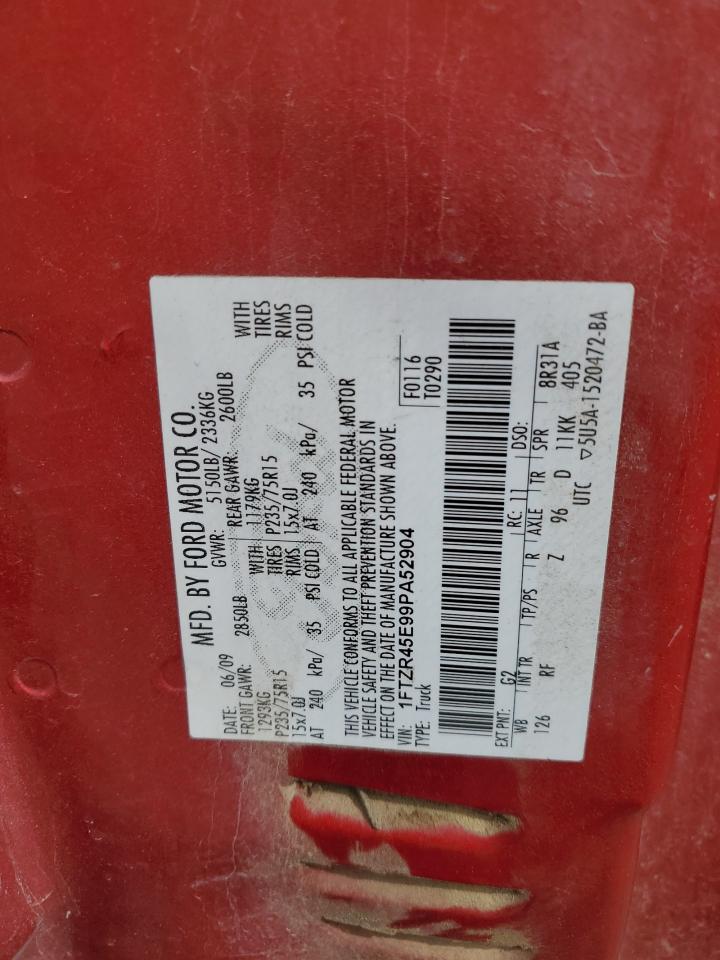 MFD. BY FORD MOTOR CO.
DATE: 06/09 GVWR: 5150LB/ 2336KG
FRONT GAWR: 2850LB REAR GAWR: 2600LB
1293KG WITH 1179KG WITH
P235/75R15 TIRES P235/75R15 TIRES
15x7.0J RIMS 15x7.0J RIMS
AT 240 kPa/ 35 PSI COLD AT 240 kPa/ 35 PSI COLD
THIS VEHICLE CONFORMS TO ALL APPLICABLE FEDERAL MOTOR
VEHICLE SAFETY AND THEFT PREVENTION STANDARDS IN
EFFECT ON THE DATE OF MANUFACTURE SHOWN ABOVE.
VIN: 1FTZR45E99PA52904 F0116
TYPE: Truck T0290
EXT PNT: G2 RC: 11 DSO:
WB INT TR TP/PS R AXLE TR SPR 8R31A
126 RF Z 96 D 11KK 405
UTC ▽5U5A-1520472-BA